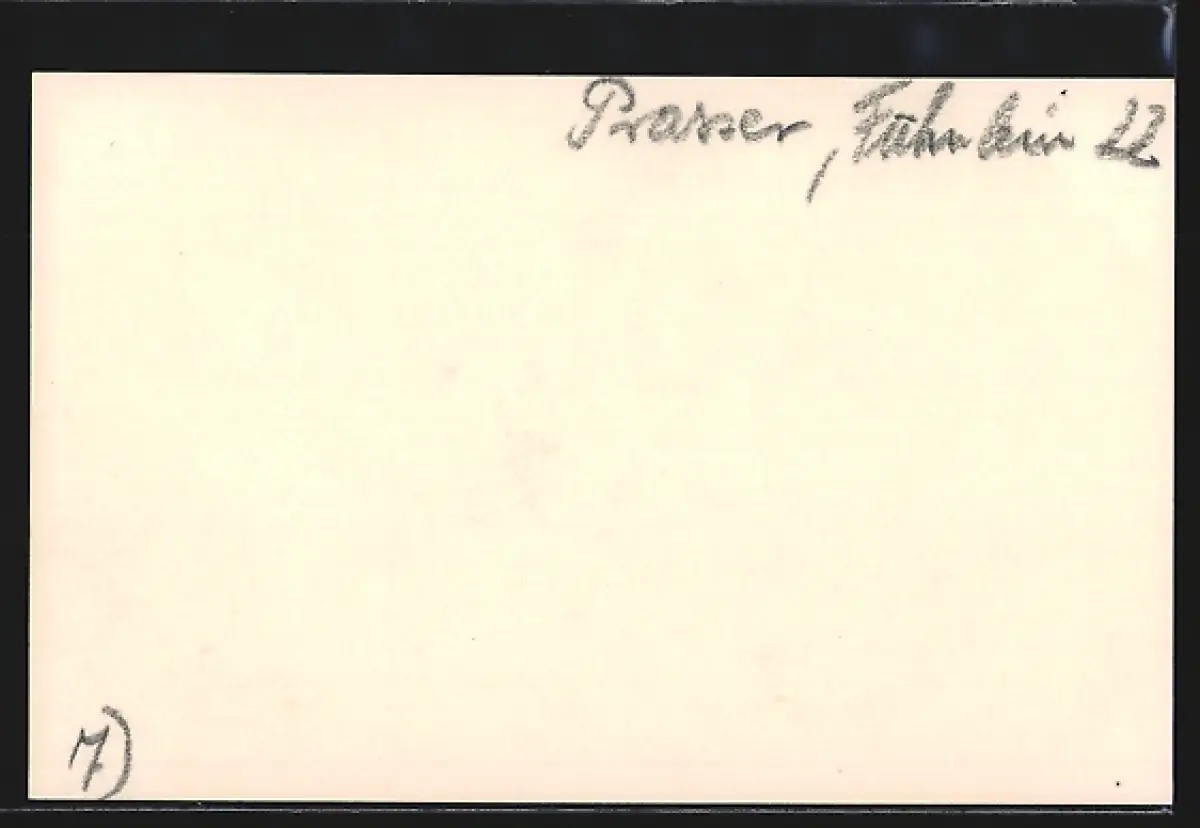 Prasser, Fähnlein 22
7)